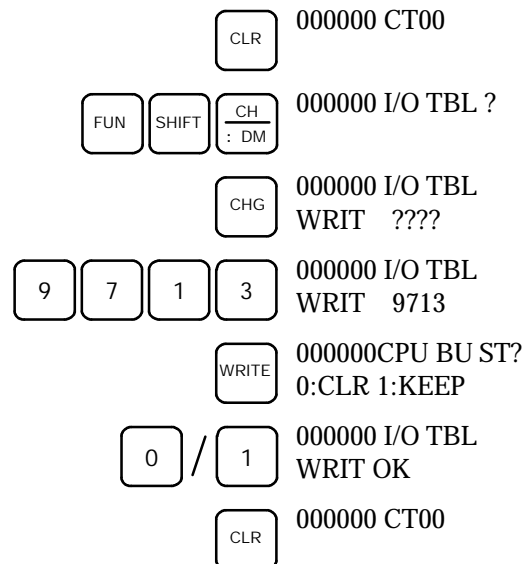 CLR 000000 CT00
FUN SHIFT CH : DM 000000 I/O TBL ?
CHG 000000 I/O TBL
WRIT ????
9 7 1 3 000000 I/O TBL
WRIT 9713
WRITE 000000CPU BU ST?
0:CLR 1:KEEP
0 / 1 000000 I/O TBL
WRIT OK
CLR 000000 CT00